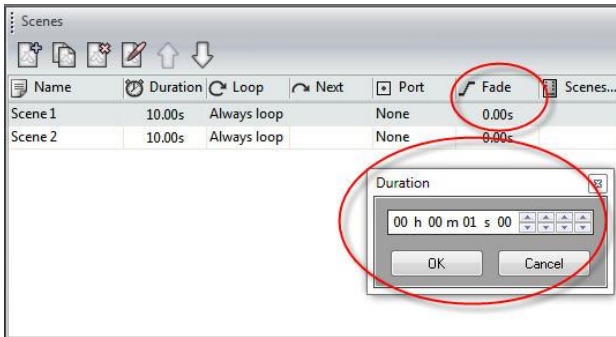 Scenes
Name Duration Loop Next Port Fade Scenes...
Scene 1 10.00s Always loop None 0.00s
Scene 2 10.00s Always loop None 0.00s
Duration
00 h 00 m 01 s 00
OK Cancel